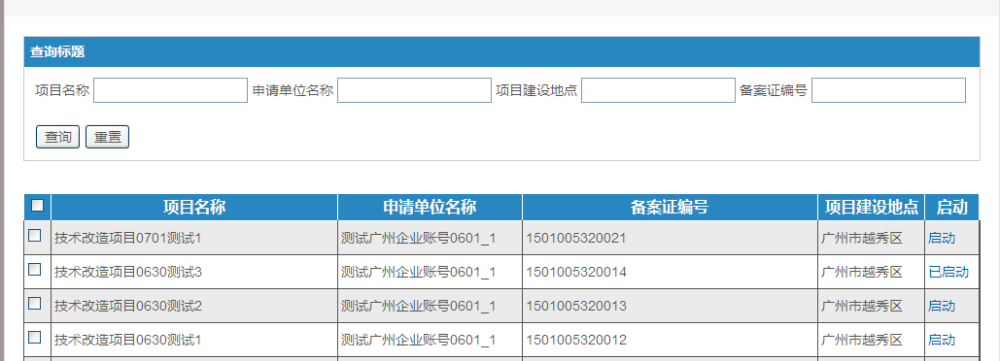 查询标题
项目名称 申请单位名称 项目建设地点 备案证编号
查询 重置
项目名称 申请单位名称 备案证编号 项目建设地点 启动
技术改造项目0701测试1 测试广州企业账号0601_1 1501005320021 广州市越秀区 启动
技术改造项目0630测试3 测试广州企业账号0601_1 1501005320014 广州市越秀区 已启动
技术改造项目0630测试2 测试广州企业账号0601_1 1501005320013 广州市越秀区 启动
技术改造项目0630测试1 测试广州企业账号0601_1 1501005320012 广州市越秀区 启动